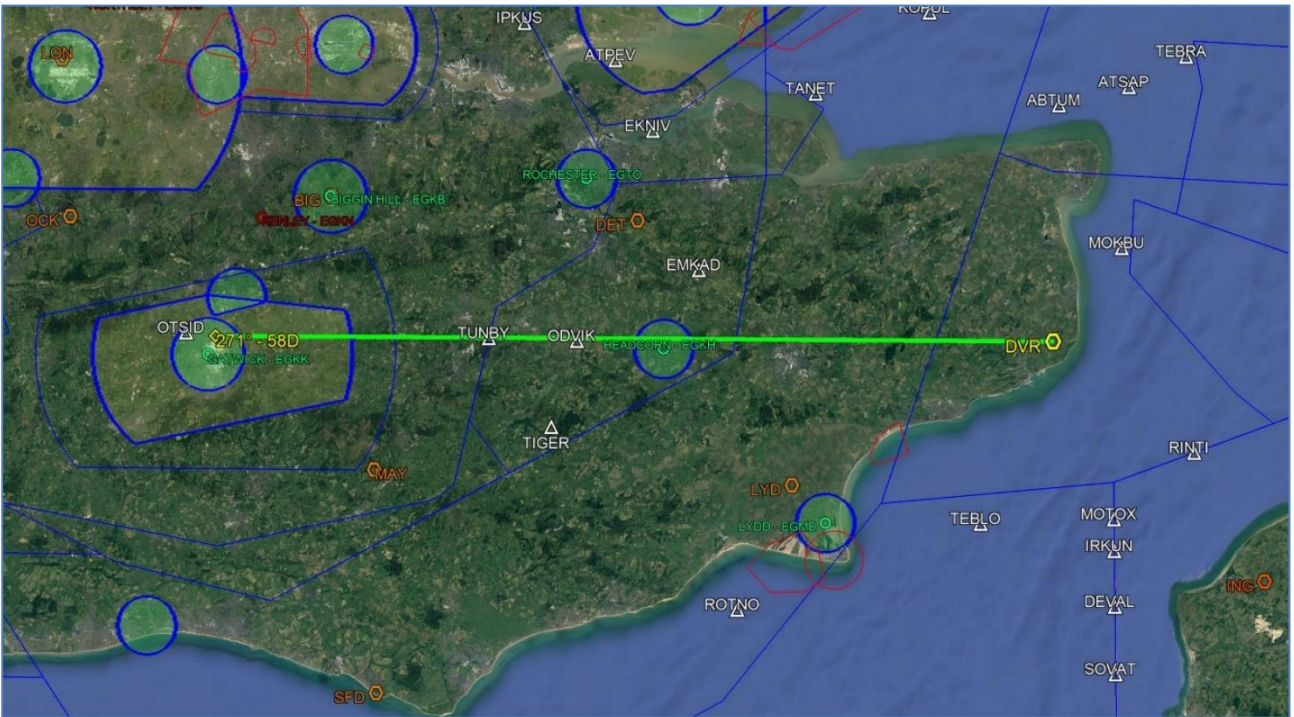 KOPUL
IPKUS
LON
ATPEV
TEBRA
ATSAP
TANET
ABTUM
EKNIV
ROCHESTER - EGTO
BIG
BIGGIN HILL - EGKB
KENLEY - EGKN
OCK
DET
MOKBU
EMKAD
OTSID
271° - 58D
GATWICK - EGKK
TUNBY
ODVIK
HEADCORN - EGKH
DVR
TIGER
MAY
RINTI
LYD
LYDD - EGMD
TEBLO
MOTOX
IRKUN
ING
ROTNO
DEVAL
SOVAT
SFD